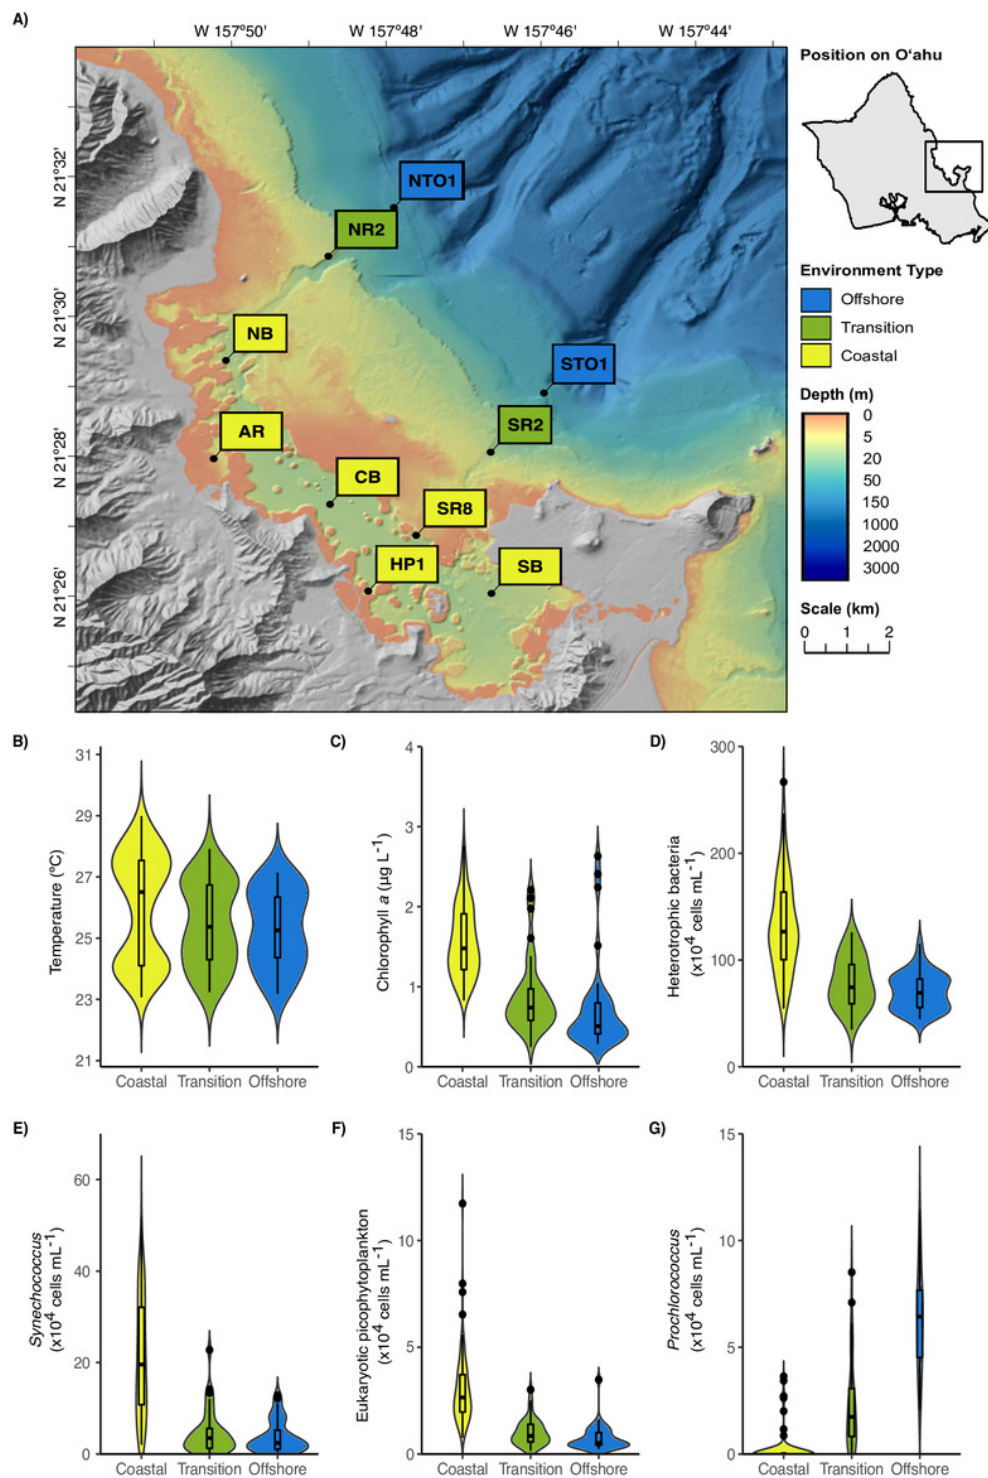 A)
W 157°50'
W 157°48'
W 157°46'
W 157°44'
N 21°32'
N 21°30'
N 21°28'
N 21°26'
NTO1
NR2
NB
STO1
AR
SR2
CB
SR8
HP1
SB
Position on Oʻahu
Environment Type
Offshore
Transition
Coastal
Depth (m)
0
5
20
50
150
1000
2000
3000
Scale (km)
0 1 2
B)
Temperature (ºC)
31
29
27
25
23
21
Coastal Transition Offshore
C)
Chlorophyll a (µg L⁻¹)
4
3
2
1
0
Coastal Transition Offshore
D)
Heterotrophic bacteria
(x10⁴ cells mL⁻¹)
300
200
100
0
Coastal Transition Offshore
E)
Synechococcus
(x10⁴ cells mL⁻¹)
60
40
20
0
Coastal Transition Offshore
F)
Eukaryotic picophytoplankton
(x10⁴ cells mL⁻¹)
15
10
5
0
Coastal Transition Offshore
G)
Prochlorococcus
(x10⁴ cells mL⁻¹)
15
10
5
0
Coastal Transition Offshore